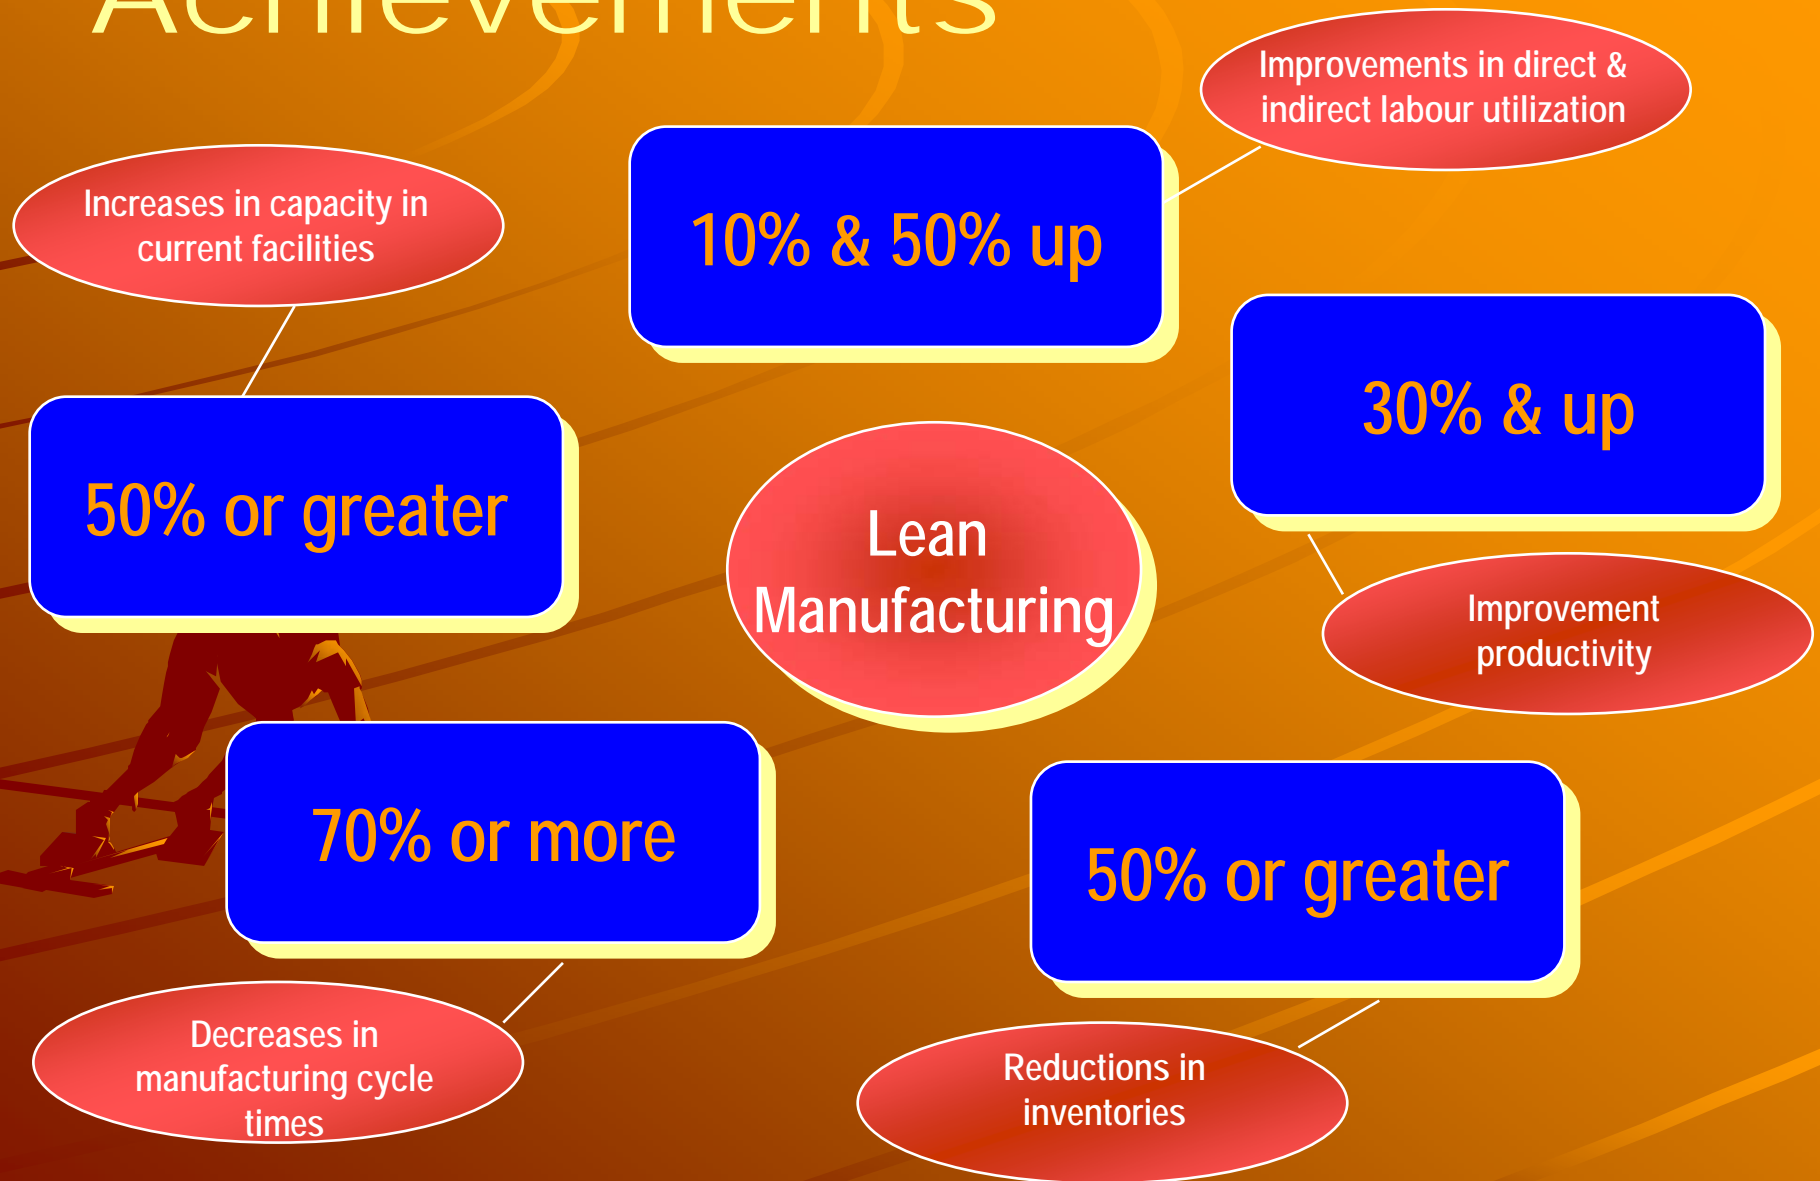 Achievements
Improvements in direct &
indirect labour utilization
Increases in capacity in
current facilities
10% & 50% up
30% & up
50% or greater
Lean
Manufacturing
Improvement
productivity
70% or more
50% or greater
Decreases in
manufacturing cycle
times
Reductions in
inventories